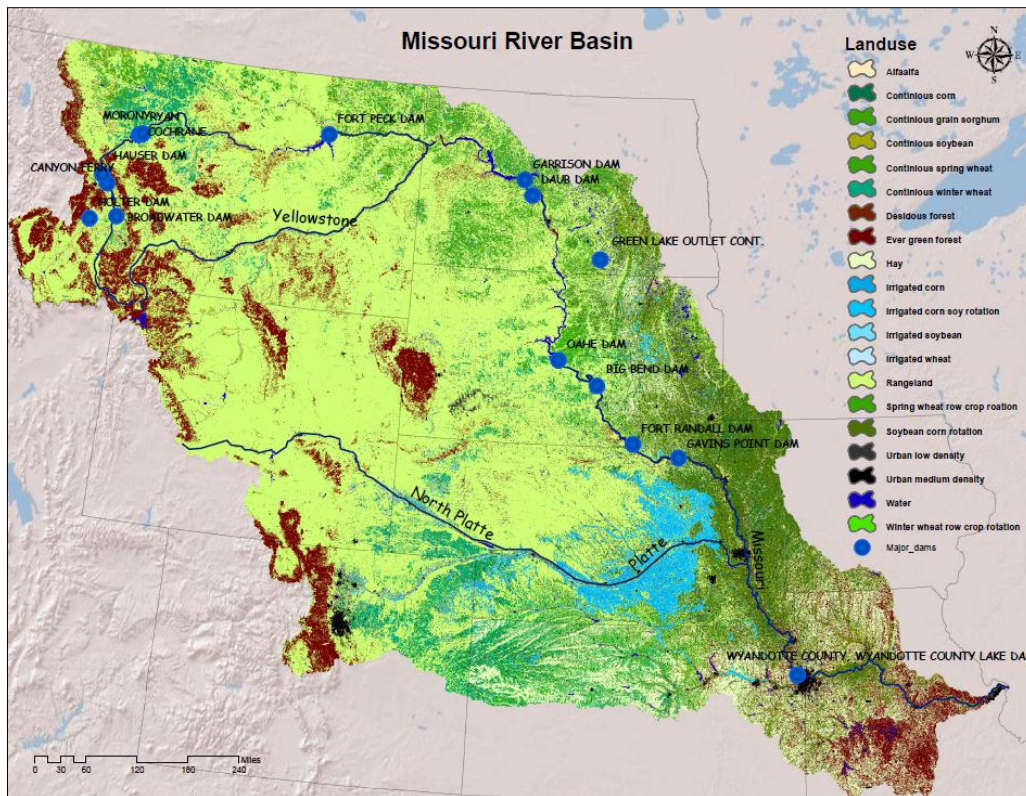 Missouri River Basin
Landuse
N
W E
S
Alfaalfa
Continious corn
Continious grain sorghum
Continious soybean
Continious spring wheat
Continious winter wheat
Desidous forest
Ever green forest
Hay
Irrigated corn
Irrigated corn soy rotation
Irrigated soybean
Irrigated wheat
Rangeland
Spring wheat row crop roation
Soybean corn rotation
Urban low density
Urban medium density
Water
Winter wheat row crop rotation
Major_dams
MORONYRYAN
COCHRANE
FORT PECK DAM
HAUSER DAM
CANYON FERRY
HOLTER DAM
BROADWATER DAM
Yellowstone
GARRISON DAM
DAUB DAM
GREEN LAKE OUTLET CONT.
OAHE DAM
BIG BEND DAM
FORT RANDALL DAM
GAVINS POINT DAM
North Platte
Platte
Missouri
WYANDOTTE COUNTY WYANDOTTE COUNTY LAKE DA
Miles
0 30 60 120 180 240